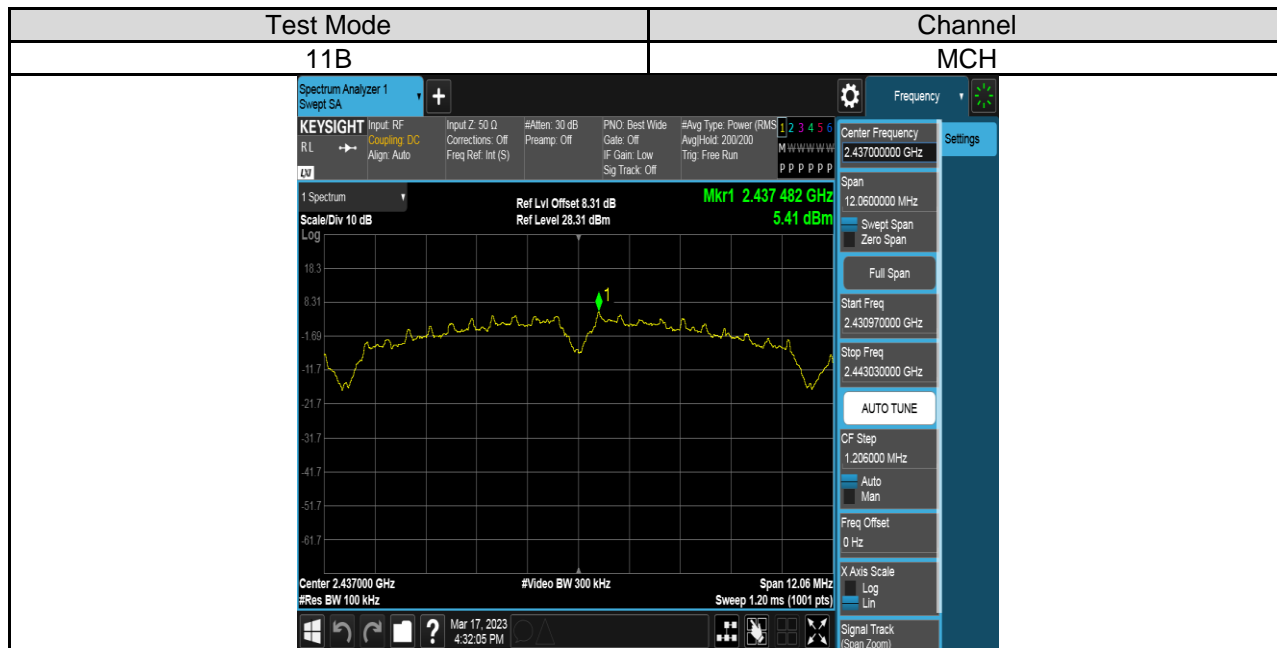 Test Mode Channel
11B MCH
Spectrum Analyzer 1
Swept SA
+
Frequency
KEYSIGHT
RL
LXI
Input: RF
Coupling: DC
Align: Auto
Input Z: 50 Ω
Corrections: Off
Freq Ref: Int (S)
#Atten: 30 dB
Preamp: Off
PNO: Best Wide
Gate: Off
IF Gain: Low
Sig Track: Off
#Avg Type: Power (RMS
Avg|Hold: 200/200
Trig: Free Run
1 2 3 4 5 6
M W W W W W
P P P P P P
1 Spectrum
Scale/Div 10 dB
Ref Lvl Offset 8.31 dB
Ref Level 28.31 dBm
Mkr1 2.437 482 GHz
5.41 dBm
Log
18.3
8.31
-1.69
-11.7
-21.7
-31.7
-41.7
-51.7
-61.7
1
Center 2.437000 GHz
#Res BW 100 kHz
#Video BW 300 kHz
Span 12.06 MHz
Sweep 1.20 ms (1001 pts)
?
Mar 17, 2023
4:32:05 PM
Center Frequency
2.437000000 GHz
Settings
Span
12.0600000 MHz
Swept Span
Zero Span
Full Span
Start Freq
2.430970000 GHz
Stop Freq
2.443030000 GHz
AUTO TUNE
CF Step
1.206000 MHz
Auto
Man
Freq Offset
0 Hz
X Axis Scale
Log
Lin
Signal Track
(Span Zoom)